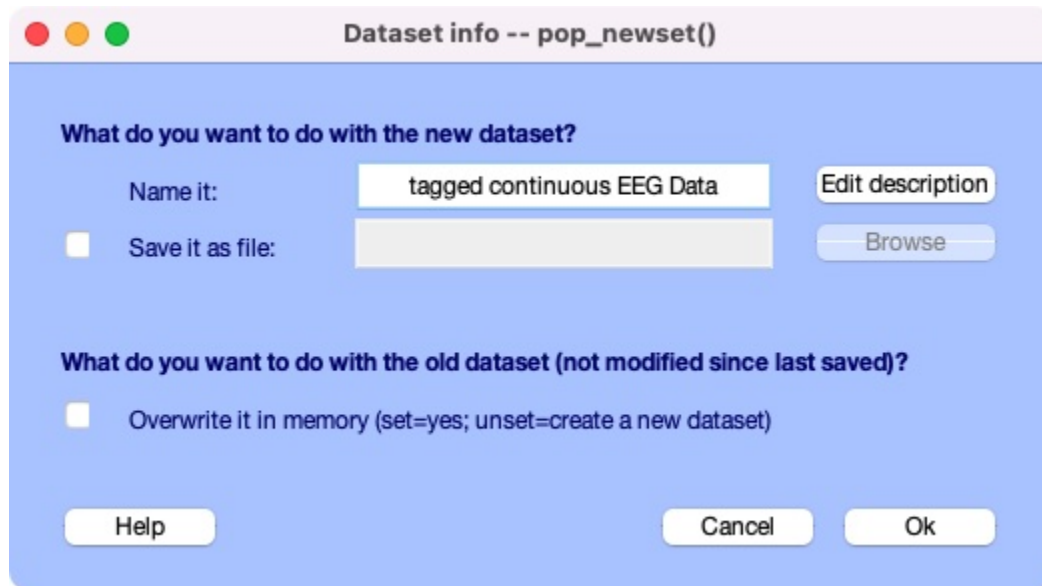 Dataset info -- pop_newset()
What do you want to do with the new dataset?
Name it:
tagged continuous EEG Data
Edit description
Save it as file:
Browse
What do you want to do with the old dataset (not modified since last saved)?
Overwrite it in memory (set=yes; unset=create a new dataset)
Help
Cancel
Ok